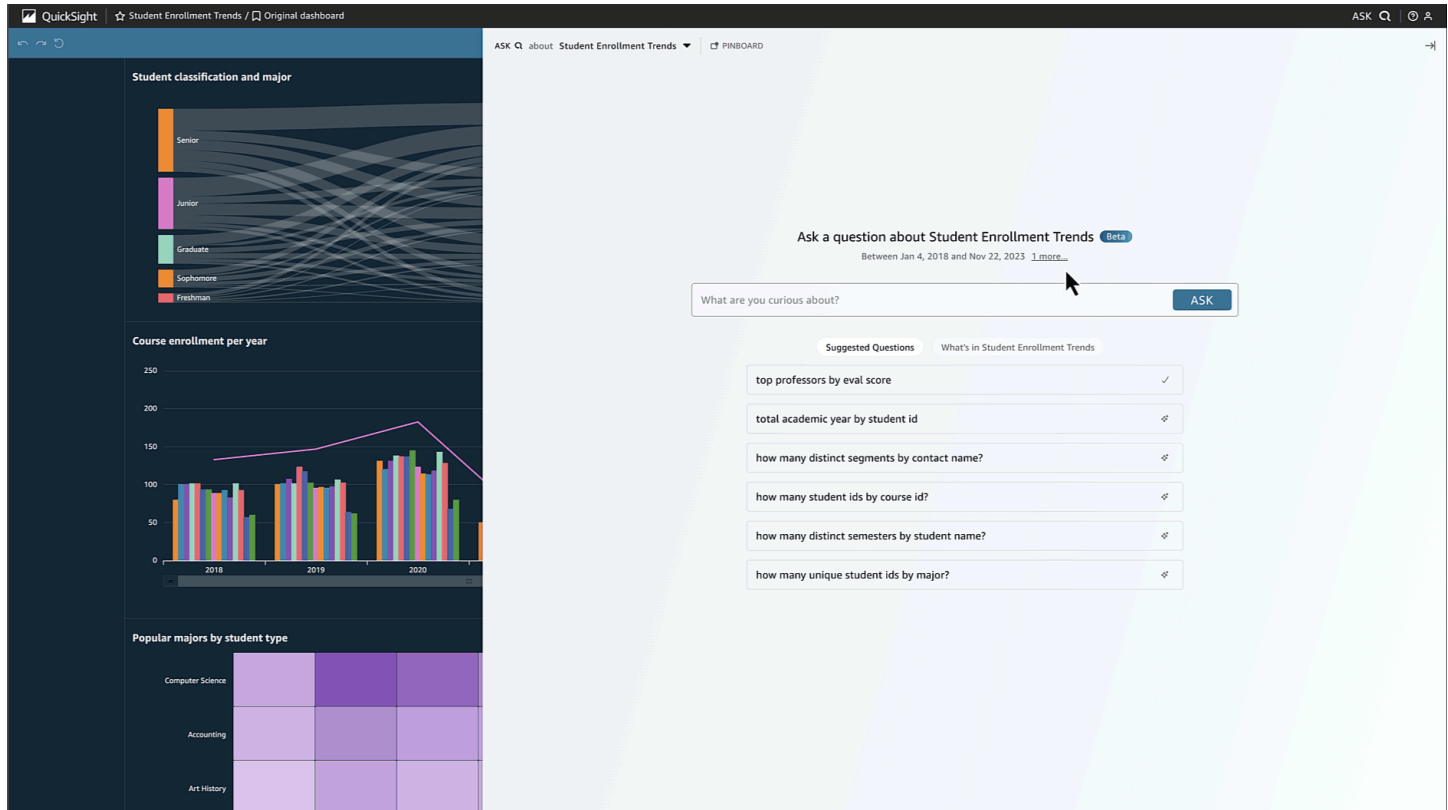 QuickSight
Student Enrollment Trends / Original dashboard
ASK
ASK Q about Student Enrollment Trends
PINBOARD
Student classification and major
Senior
Junior
Graduate
Sophomore
Freshman
Course enrollment per year
250
200
150
100
50
0
2018 2019 2020
Popular majors by student type
Computer Science
Accounting
Art History
Ask a question about Student Enrollment Trends Beta
Between Jan 4, 2018 and Nov 22, 2023 1 more...
What are you curious about? ASK
Suggested Questions What's in Student Enrollment Trends
top professors by eval score
total academic year by student id
how many distinct segments by contact name?
how many student ids by course id?
how many distinct semesters by student name?
how many unique student ids by major?